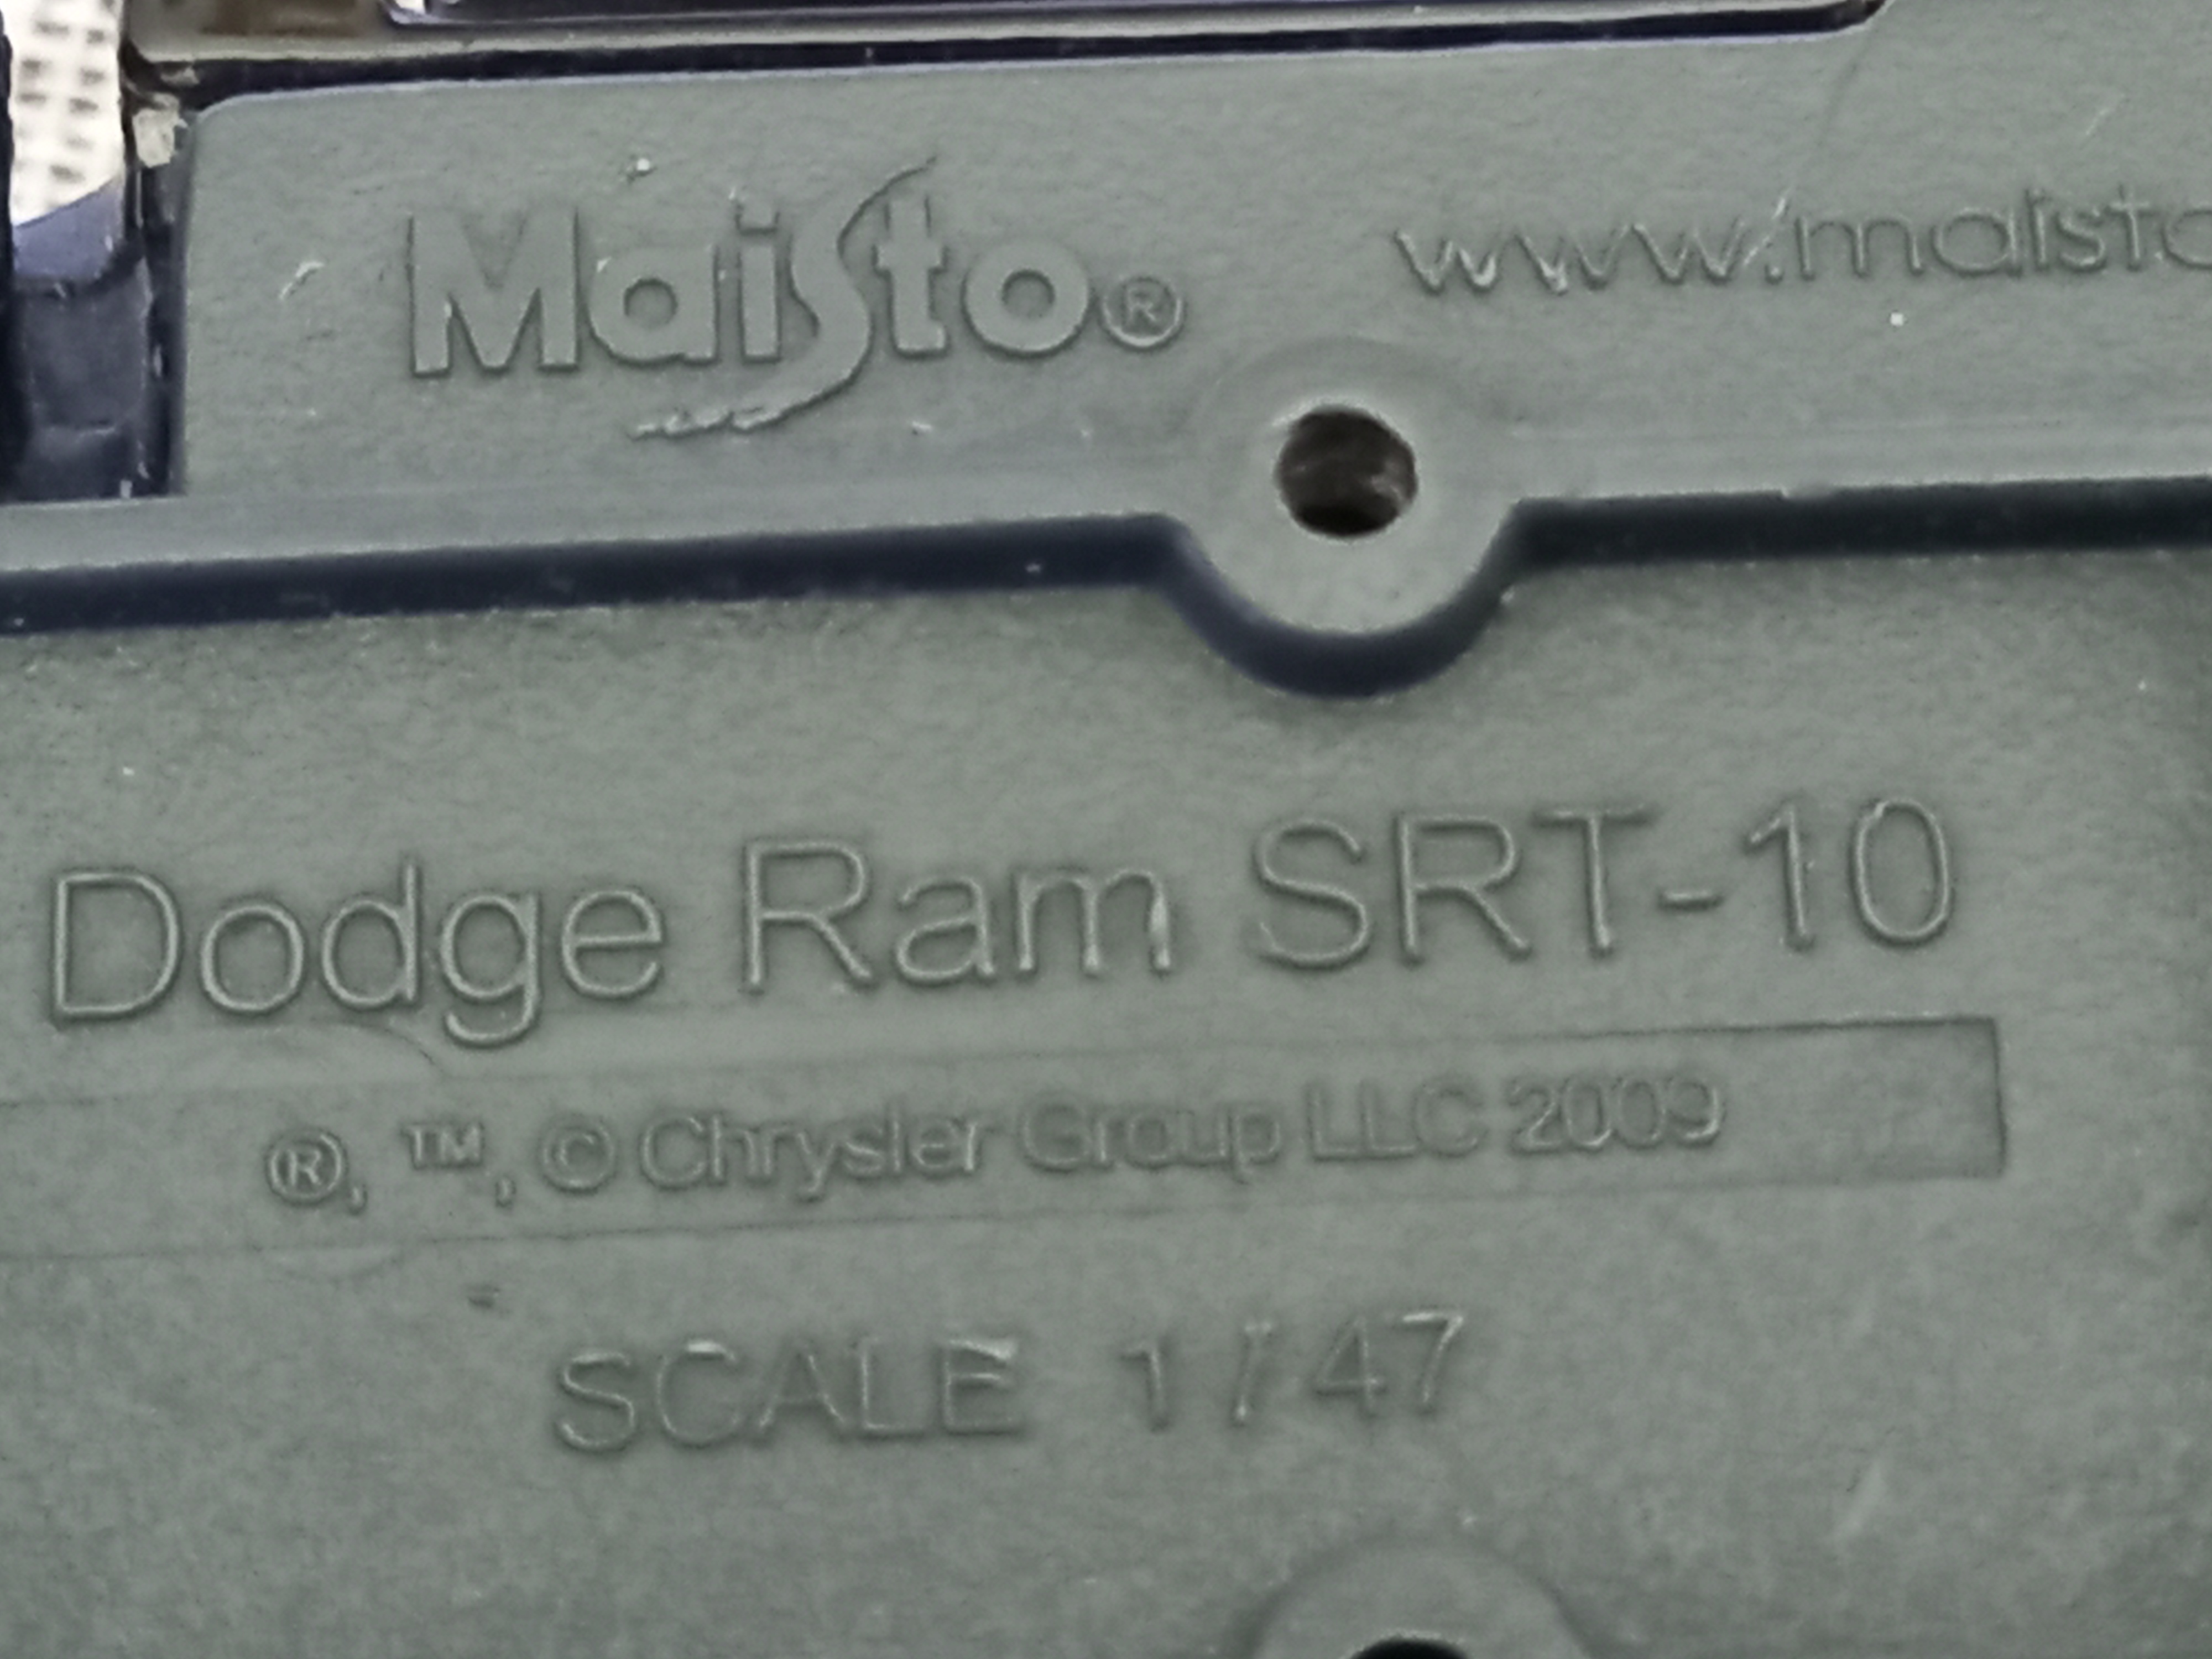 Maisto®
www.maisto
Dodge Ram SRT-10
®, ™, © Chrysler Group LLC 2009
SCALE 1/47